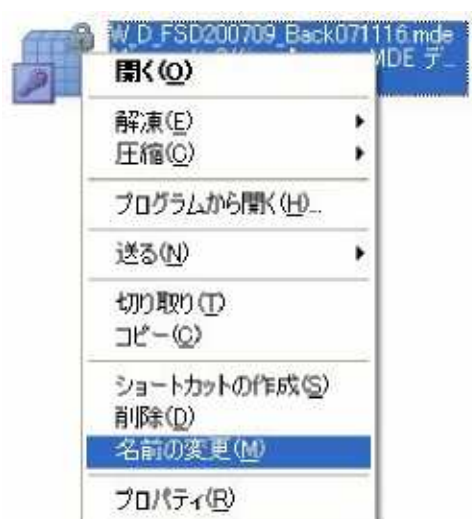 W_D_FSD200709_Back071116.mde
MDE デ...
開く(O)
解凍(E)
圧縮(C)
プログラムから開く(H)...
送る(N)
切り取り(T)
コピー(C)
ショートカットの作成(S)
削除(D)
名前の変更(M)
プロパティ(R)